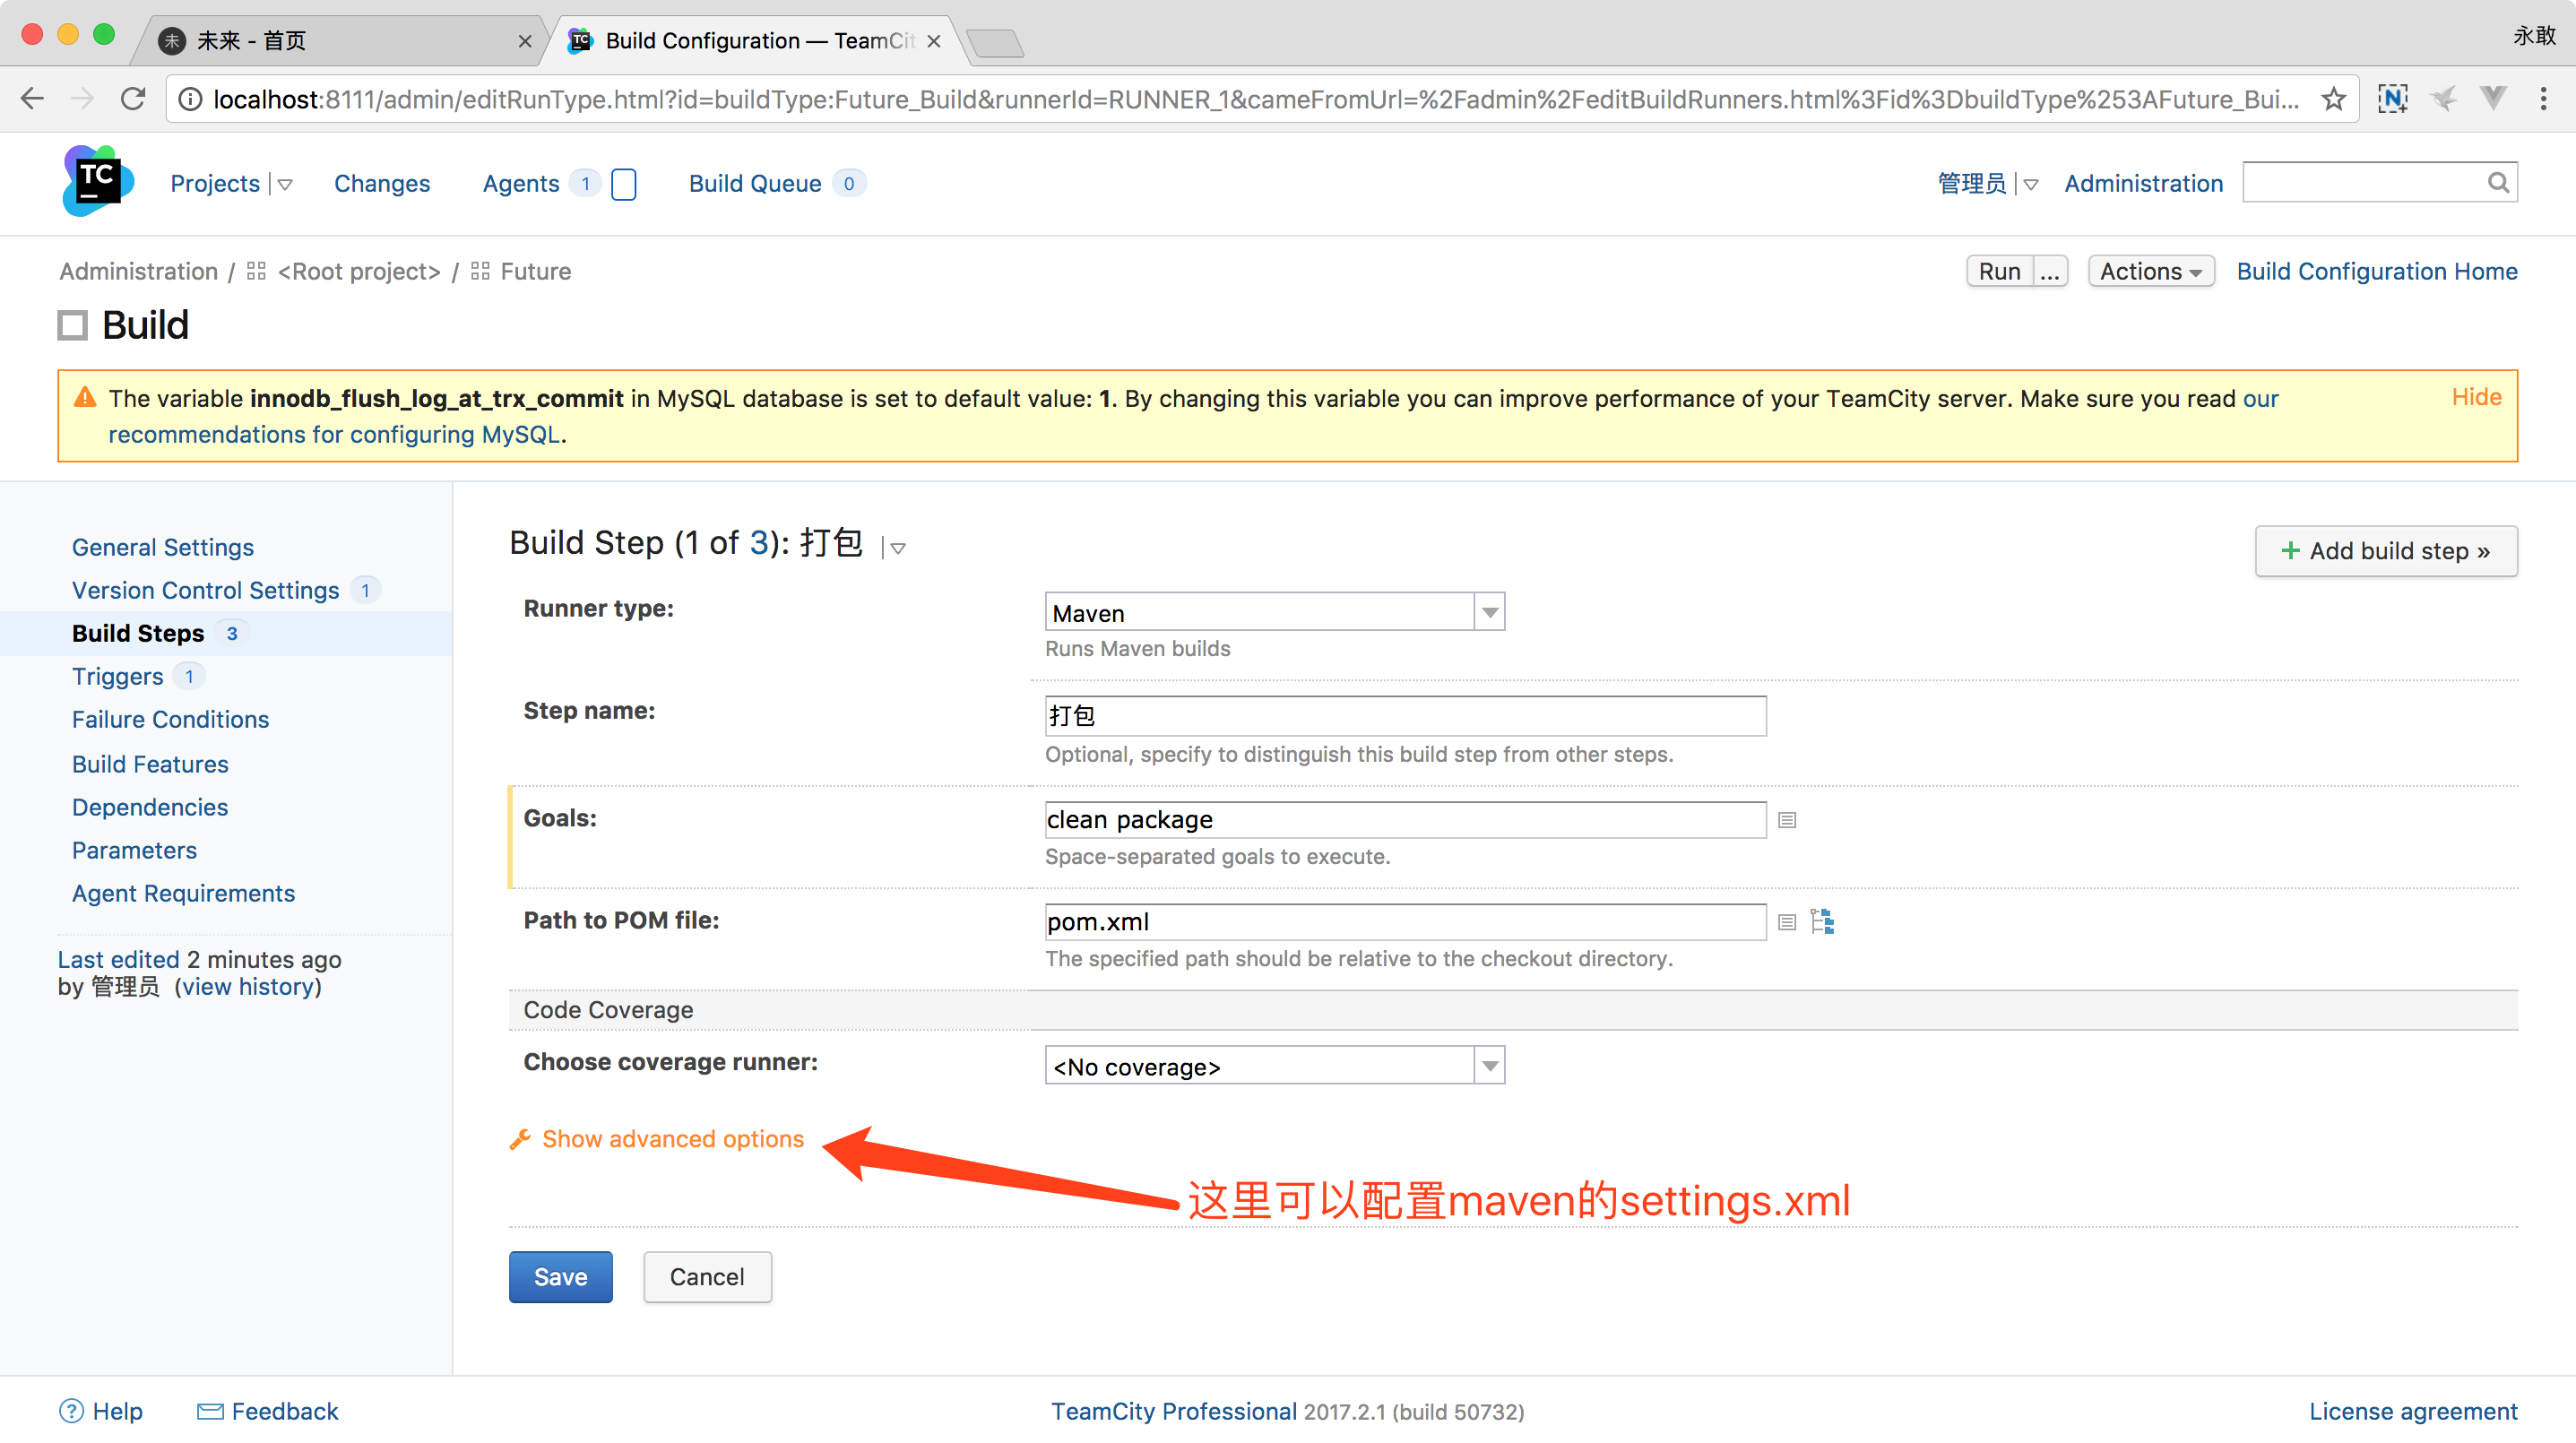 未 未来 - 首页
Build Configuration — TeamCit
永敢
localhost:8111/admin/editRunType.html?id=buildType:Future_Build&runnerId=RUNNER_1&cameFromUrl=%2Fadmin%2FeditBuildRunners.html%3Fid%3DbuildType%253AFuture_Bui...
TC
Projects
Changes
Agents 1
Build Queue 0
管理员
Administration
Administration / <Root project> / Future
Run ...
Actions
Build Configuration Home
Build
The variable innodb_flush_log_at_trx_commit in MySQL database is set to default value: 1. By changing this variable you can improve performance of your TeamCity server. Make sure you read our
recommendations for configuring MySQL.
Hide
General Settings
Version Control Settings 1
Build Steps 3
Triggers 1
Failure Conditions
Build Features
Dependencies
Parameters
Agent Requirements
Last edited 2 minutes ago
by 管理员 (view history)
Build Step (1 of 3): 打包
+ Add build step »
Runner type:
Maven
Runs Maven builds
Step name:
打包
Optional, specify to distinguish this build step from other steps.
Goals:
clean package
Space-separated goals to execute.
Path to POM file:
pom.xml
The specified path should be relative to the checkout directory.
Code Coverage
Choose coverage runner:
<No coverage>
Show advanced options
这里可以配置maven的settings.xml
Save
Cancel
Help
Feedback
TeamCity Professional 2017.2.1 (build 50732)
License agreement